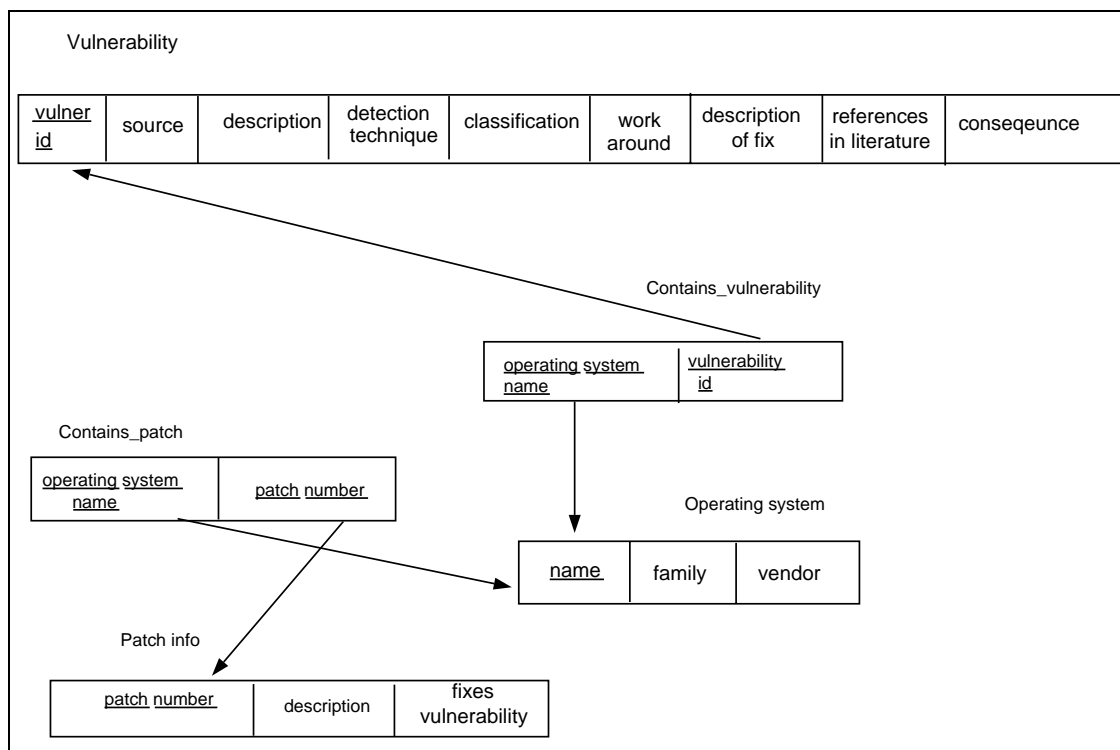 Vulnerability
vulner
id
source
description
detection
technique
classification
work
around
description
of fix
references
in literature
conseqeunce
Contains_vulnerability
operating system
name
vulnerability
id
Contains_patch
operating system
name
patch number
Operating system
name
family
vendor
Patch info
patch number
description
fixes
vulnerability